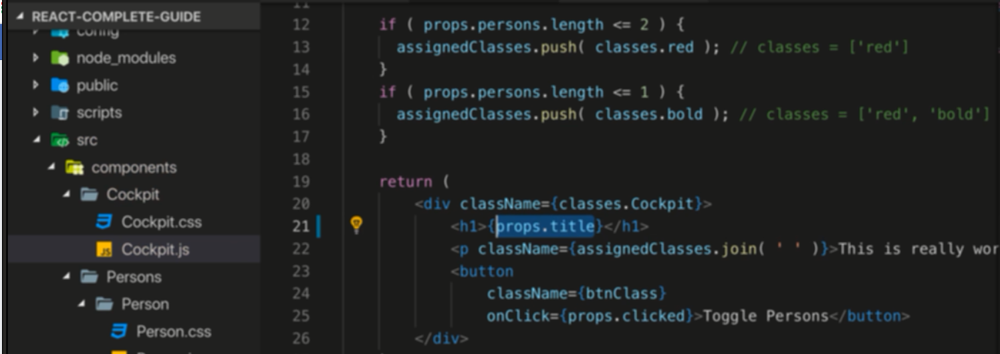 REACT-COMPLETE-GUIDE
config
node_modules
public
scripts
src
components
Cockpit
Cockpit.css
Cockpit.js
Persons
Person
Person.css
11
12 if ( props.persons.length <= 2 ) {
13 assignedClasses.push( classes.red ); // classes = ['red']
14 }
15 if ( props.persons.length <= 1 ) {
16 assignedClasses.push( classes.bold ); // classes = ['red', 'bold']
17 }
18
19 return (
20 <div className={classes.Cockpit}>
21 <h1>{props.title}</h1>
22 <p className={assignedClasses.join( ' ' )}>This is really wor
23 <button
24 className={btnClass}
25 onClick={props.clicked}>Toggle Persons</button>
26 </div>